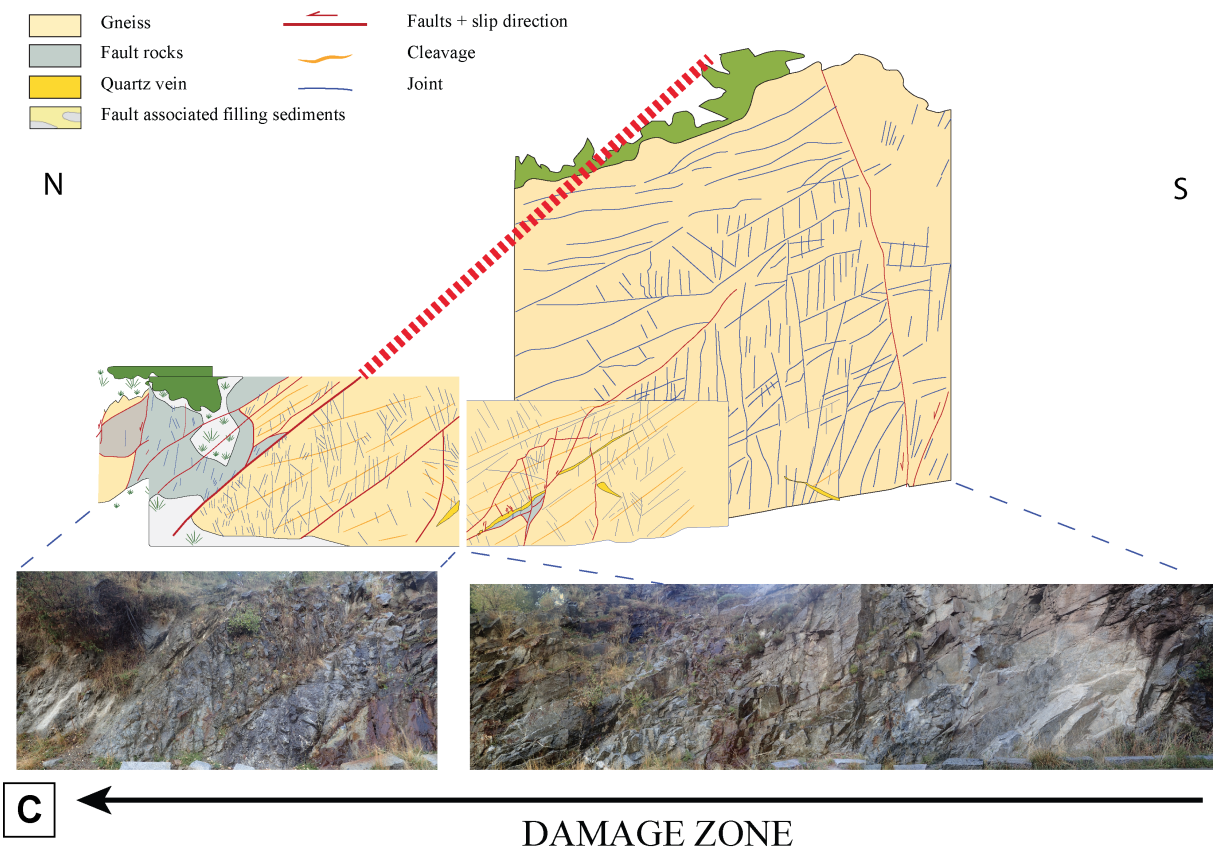 Gneiss
Faults + slip direction
Fault rocks
Cleavage
Quartz vein
Joint
Fault associated filling sediments
N
S
C
DAMAGE ZONE